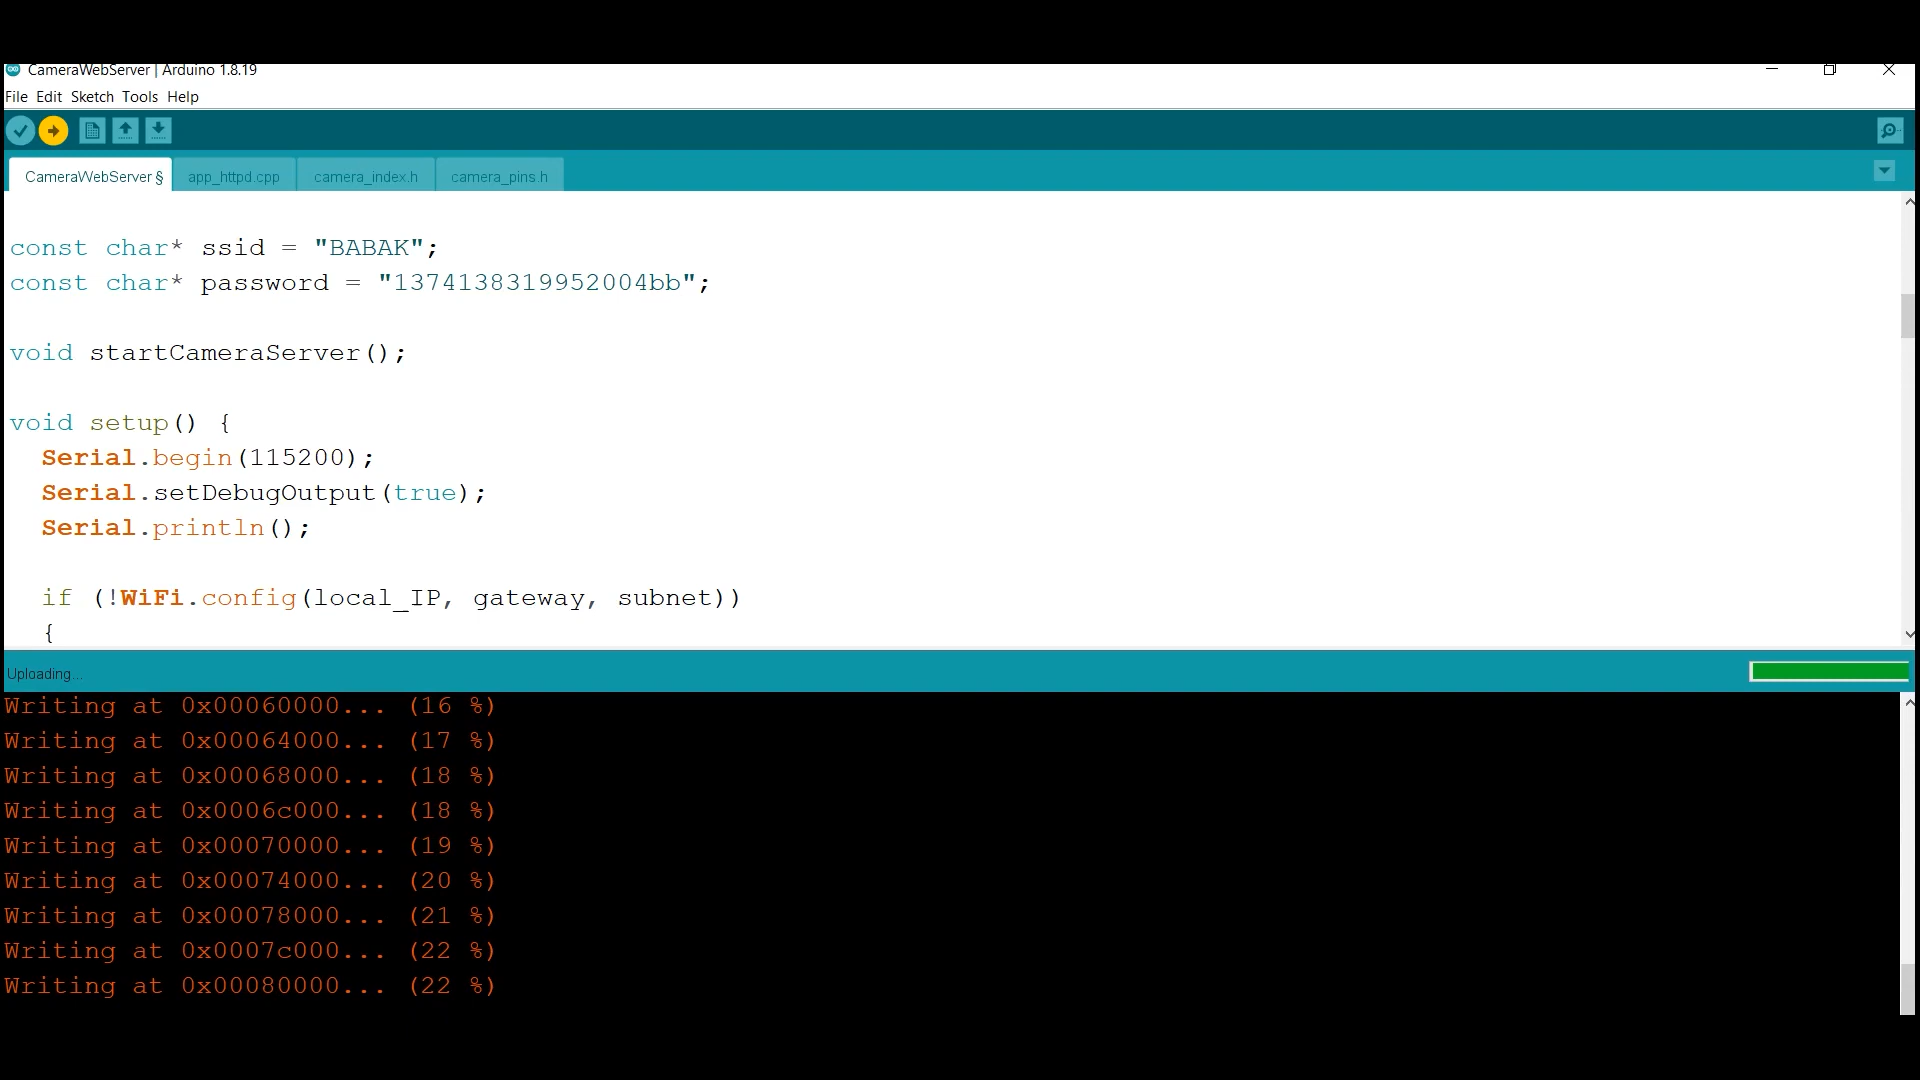 CameraWebServer | Arduino 1.8.19
File Edit Sketch Tools Help
CameraWebServer § app_httpd.cpp camera_index.h camera_pins.h
const char* ssid = "BABAK";
const char* password = "1374138319952004bb";
void startCameraServer();
void setup() {
Serial.begin(115200);
Serial.setDebugOutput(true);
Serial.println();
if (!WiFi.config(local_IP, gateway, subnet))
{
Uploading...
Writing at 0x00060000... (16 %)
Writing at 0x00064000... (17 %)
Writing at 0x00068000... (18 %)
Writing at 0x0006c000... (18 %)
Writing at 0x00070000... (19 %)
Writing at 0x00074000... (20 %)
Writing at 0x00078000... (21 %)
Writing at 0x0007c000... (22 %)
Writing at 0x00080000... (22 %)